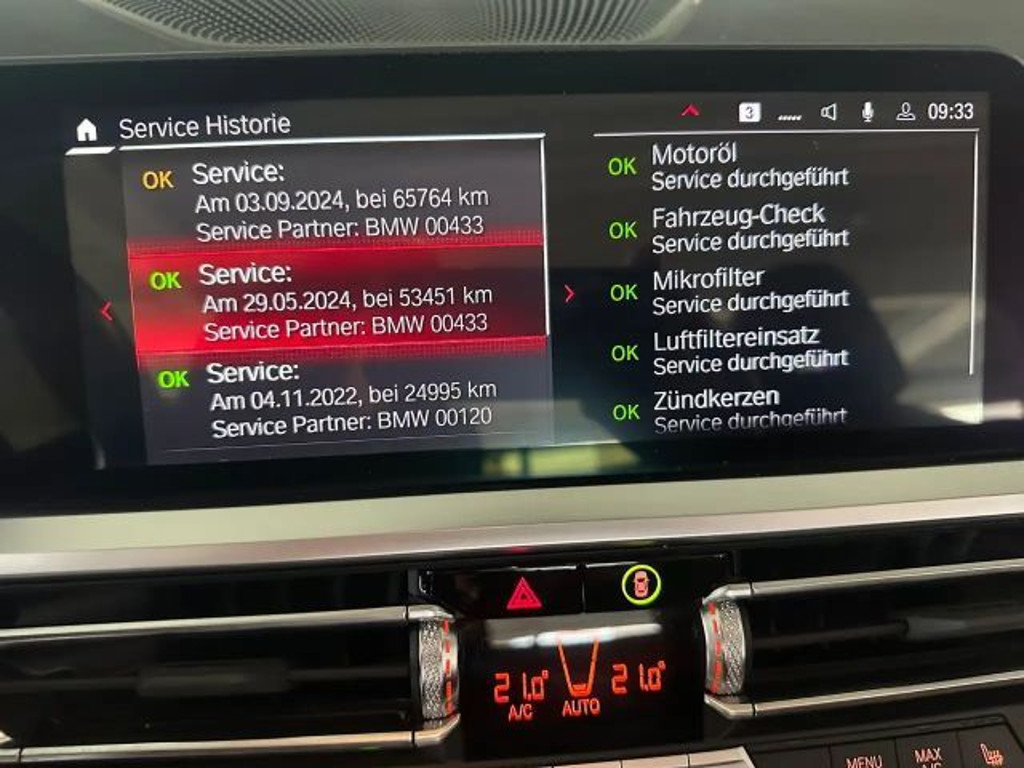 Service Historie
3
09:33
OK Service:
Am 03.09.2024, bei 65764 km
Service Partner: BMW 00433
OK Service:
Am 29.05.2024, bei 53451 km
Service Partner: BMW 00433
OK Service:
Am 04.11.2022, bei 24995 km
Service Partner: BMW 00120
OK Motoröl
Service durchgeführt
OK Fahrzeug-Check
Service durchgeführt
OK Mikrofilter
Service durchgeführt
OK Luftfiltereinsatz
Service durchgeführt
OK Zündkerzen
Service durchgeführt
21.0° 21.0°
A/C AUTO
MENU
MAX
A/C